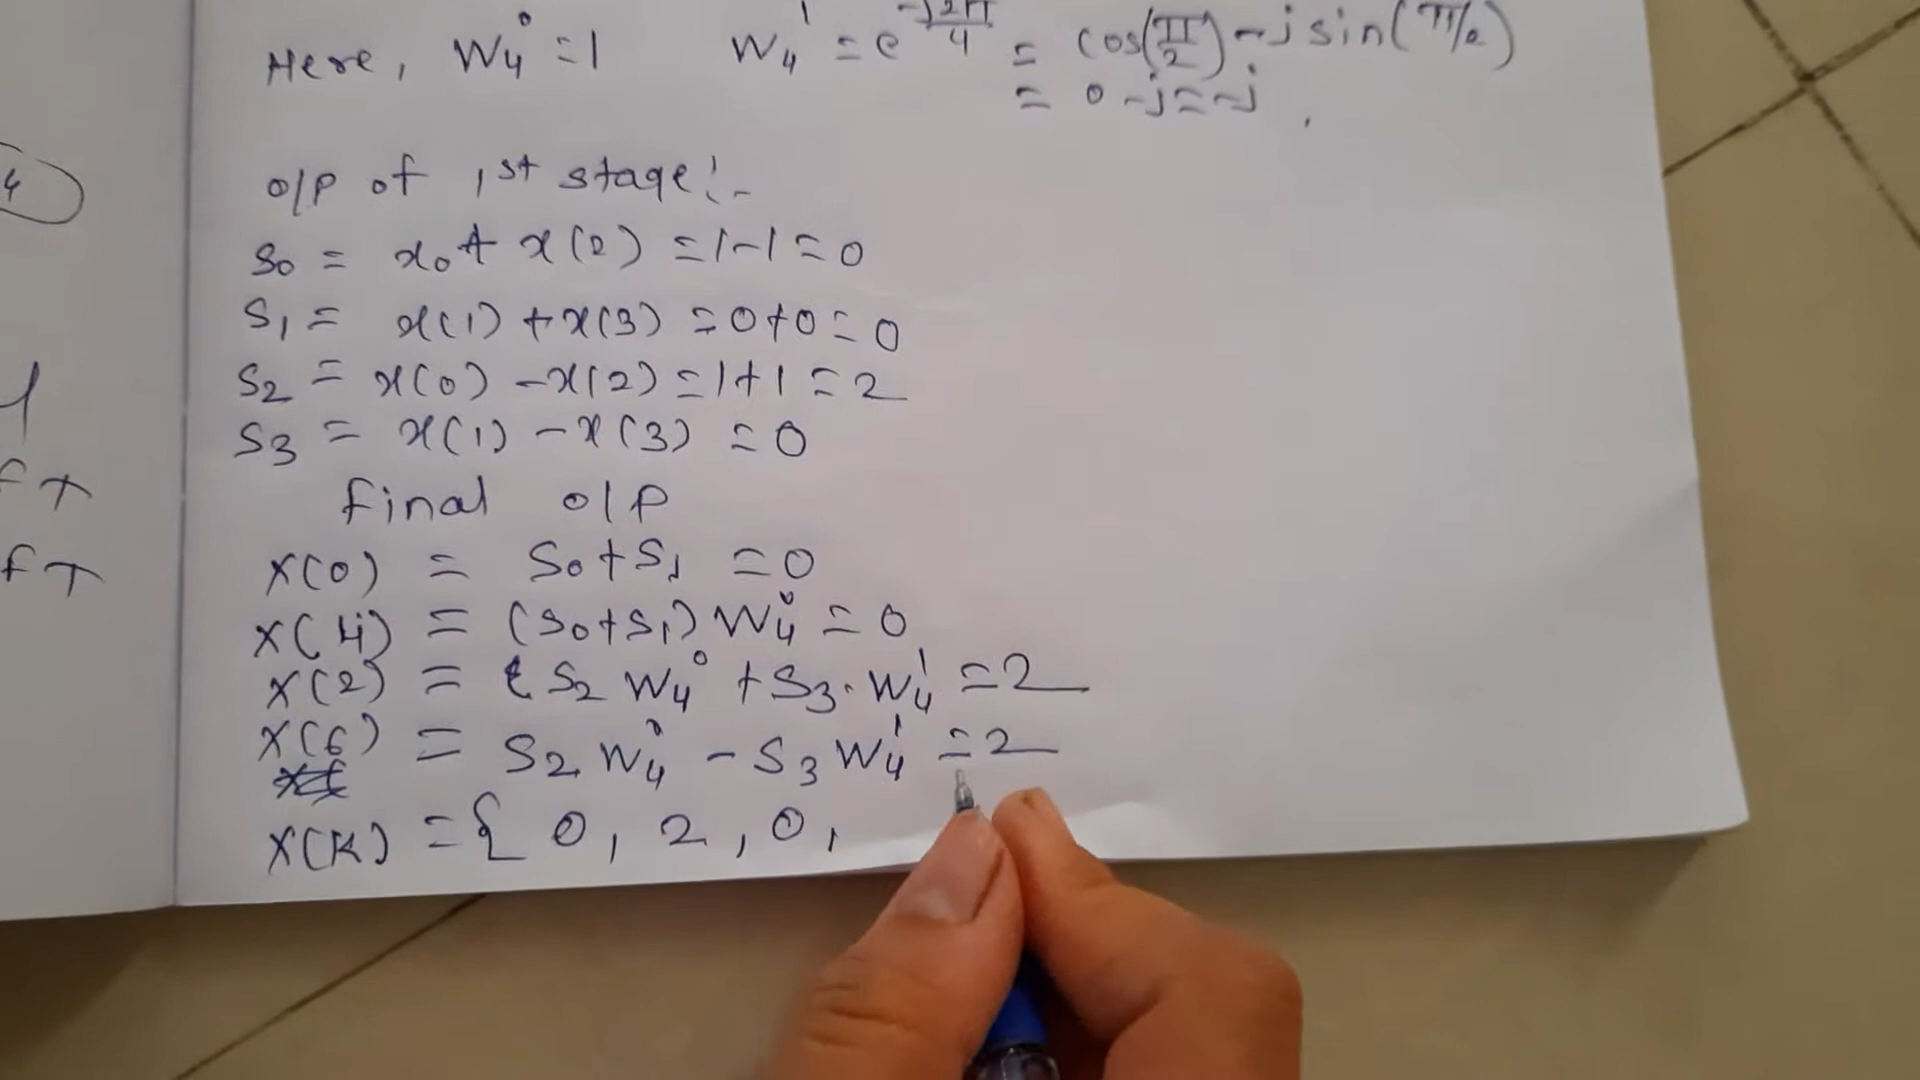 4
FT
FT
Here, W₄⁰ = 1 W₄¹ = e^(-j2π/4) = cos(π/2) - j sin(π/2)
= 0 - j = -j
O/P of 1st stage:-
S₀ = x₀ + x(2) = 1-1 = 0
S₁ = x(1) + x(3) = 0+0 = 0
S₂ = x(0) - x(2) = 1+1 = 2
S₃ = x(1) - x(3) = 0
final o/p
X(0) = S₀+S₁ = 0
X(4) = (S₀+S₁) W₄⁰ = 0
X(2) = S₂ W₄⁰ + S₃. W₄¹ = 2
X(6) = S₂ W₄⁰ - S₃ W₄¹ = 2
X(K) = { 0, 2, 0,